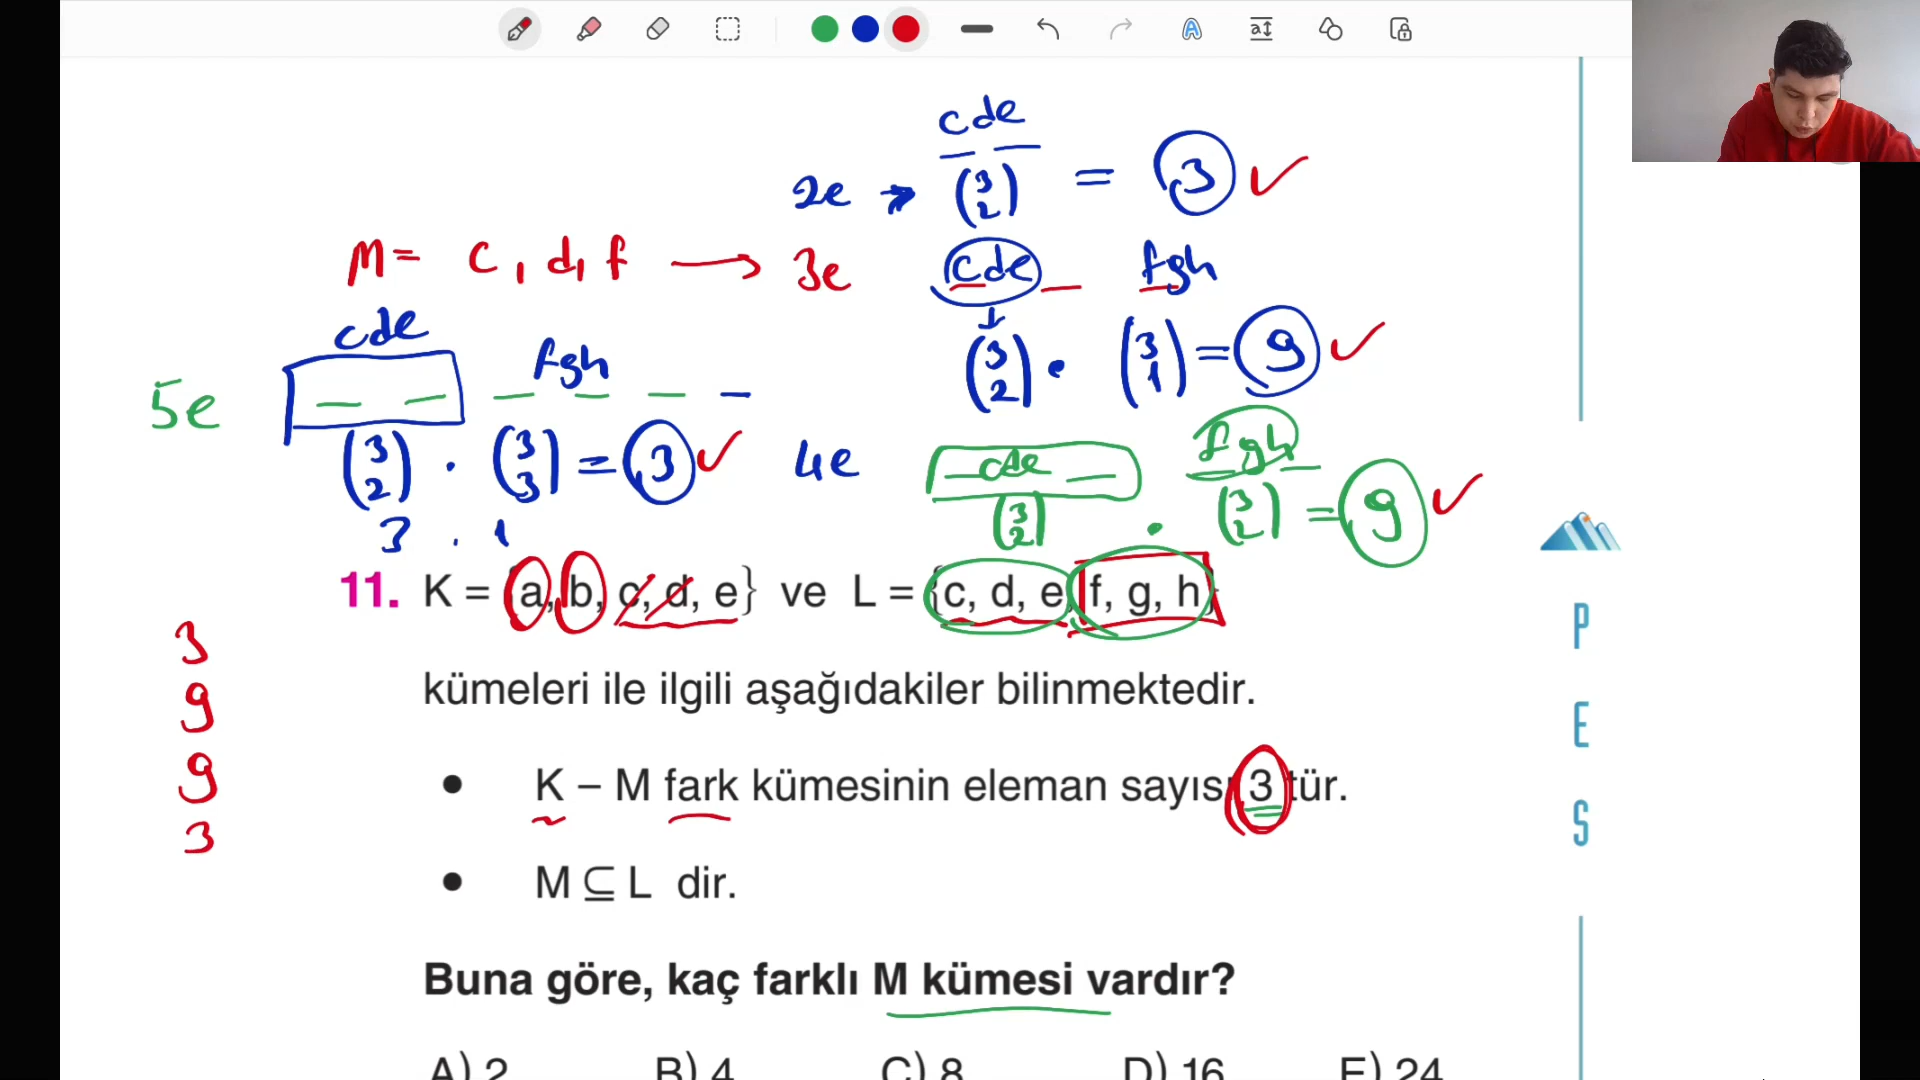 cde
2e → (3 2) = 3 ✓
M = c, d, f → 3e cde fgh
(3 2) · (3 1) = 9 ✓
5e cde fgh
(3 2) · (3 3) = 3 ✓
3 . 1
4e cde fgh
(3 2) · (3 2) = 9 ✓
11. K = {a, b, c, d, e} ve L = {c, d, e, f, g, h}
kümeleri ile ilgili aşağıdakiler bilinmektedir.
• K – M fark kümesinin eleman sayısı 3 tür.
• M ⊆ L dir.
Buna göre, kaç farklı M kümesi vardır?
A) 2 B) 4 C) 8 D) 16 E) 24
3
9
9
3
P
E
S